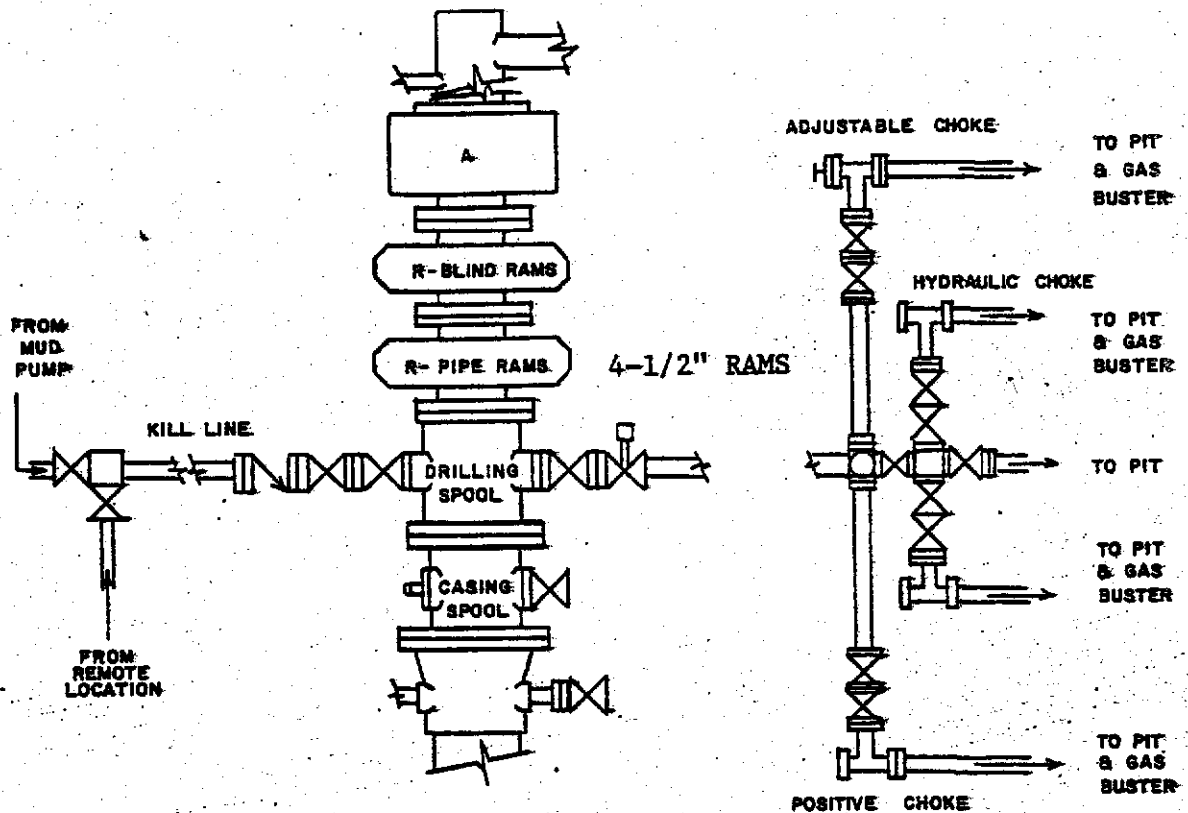 ADJUSTABLE CHOKE
TO PIT
& GAS
BUSTER
A
R-BLIND RAMS
HYDRAULIC CHOKE
FROM
MUD
PUMP
TO PIT
& GAS
BUSTER
R- PIPE RAMS
4-1/2" RAMS
KILL LINE
DRILLING
SPOOL
TO PIT
CASING
SPOOL
TO PIT
& GAS
BUSTER
FROM
REMOTE
LOCATION
TO PIT
& GAS
BUSTER
POSITIVE CHOKE